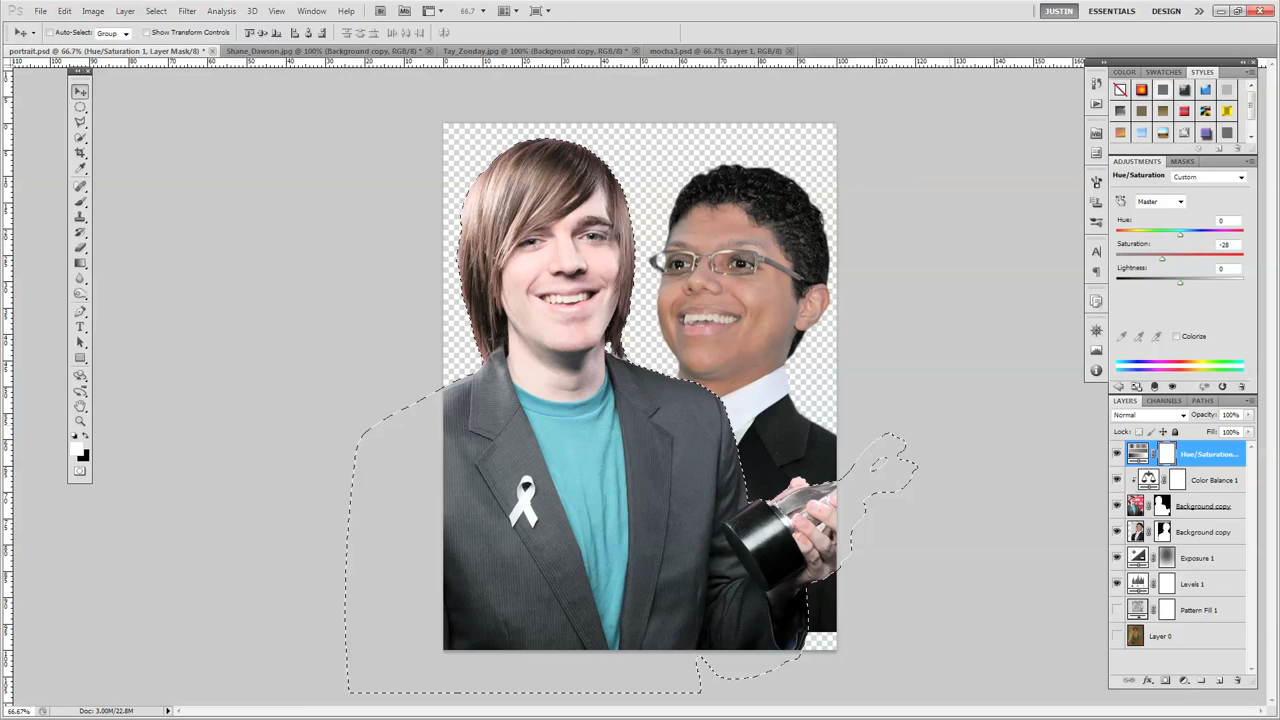 Ps File Edit Image Layer Select Filter Analysis 3D View Window Help Br Mb 66.7 JUSTIN ESSENTIALS DESIGN
Auto-Select: Group Show Transform Controls
portrait.psd @ 66.7% (Hue/Saturation 1, Layer Mask/8) * Shane_Dawson.jpg @ 100% (Background copy, RGB/8) * Tay_Zonday.jpg @ 100% (Background copy, RGB/8) * mocha3.psd @ 66.7% (Layer 1, RGB/8)
COLOR SWATCHES STYLES
ADJUSTMENTS MASKS
Hue/Saturation Custom
Master
Hue: 0
Saturation: -28
Lightness: 0
Colorize
LAYERS CHANNELS PATHS
Normal Opacity: 100%
Lock: Fill: 100%
Hue/Saturation...
Color Balance 1
Background copy
Background copy
Exposure 1
Levels 1
Pattern Fill 1
Layer 0
66.67% Doc: 3.00M/22.8M